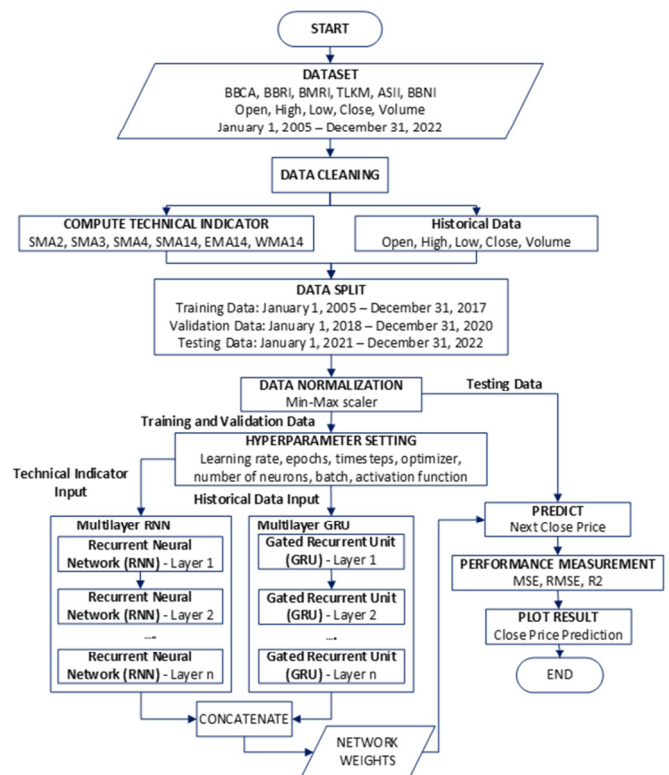 START
DATASET
BBCA, BBRI, BMRI, TLKM, ASII, BBNI
Open, High, Low, Close, Volume
January 1, 2005 – December 31, 2022
DATA CLEANING
COMPUTE TECHNICAL INDICATOR
SMA2, SMA3, SMA4, SMA14, EMA14, WMA14
Historical Data
Open, High, Low, Close, Volume
DATA SPLIT
Training Data: January 1, 2005 – December 31, 2017
Validation Data: January 1, 2018 – December 31, 2020
Testing Data: January 1, 2021 – December 31, 2022
DATA NORMALIZATION
Min-Max scaler
Testing Data
Training and Validation Data
HYPERPARAMETER SETTING
Learning rate, epochs, timesteps, optimizer,
number of neurons, batch, activation function
Technical Indicator
Input
Historical Data Input
Multilayer RNN
Recurrent Neural
Network (RNN) - Layer 1
Recurrent Neural
Network (RNN) - Layer 2
....
Recurrent Neural
Network (RNN) - Layer n
Multilayer GRU
Gated Recurrent Unit
(GRU) - Layer 1
Gated Recurrent Unit
(GRU) - Layer 2
....
Gated Recurrent Unit
(GRU) - Layer n
CONCATENATE
NETWORK
WEIGHTS
PREDICT
Next Close Price
PERFORMANCE MEASUREMENT
MSE, RMSE, R2
PLOT RESULT
Close Price Prediction
END